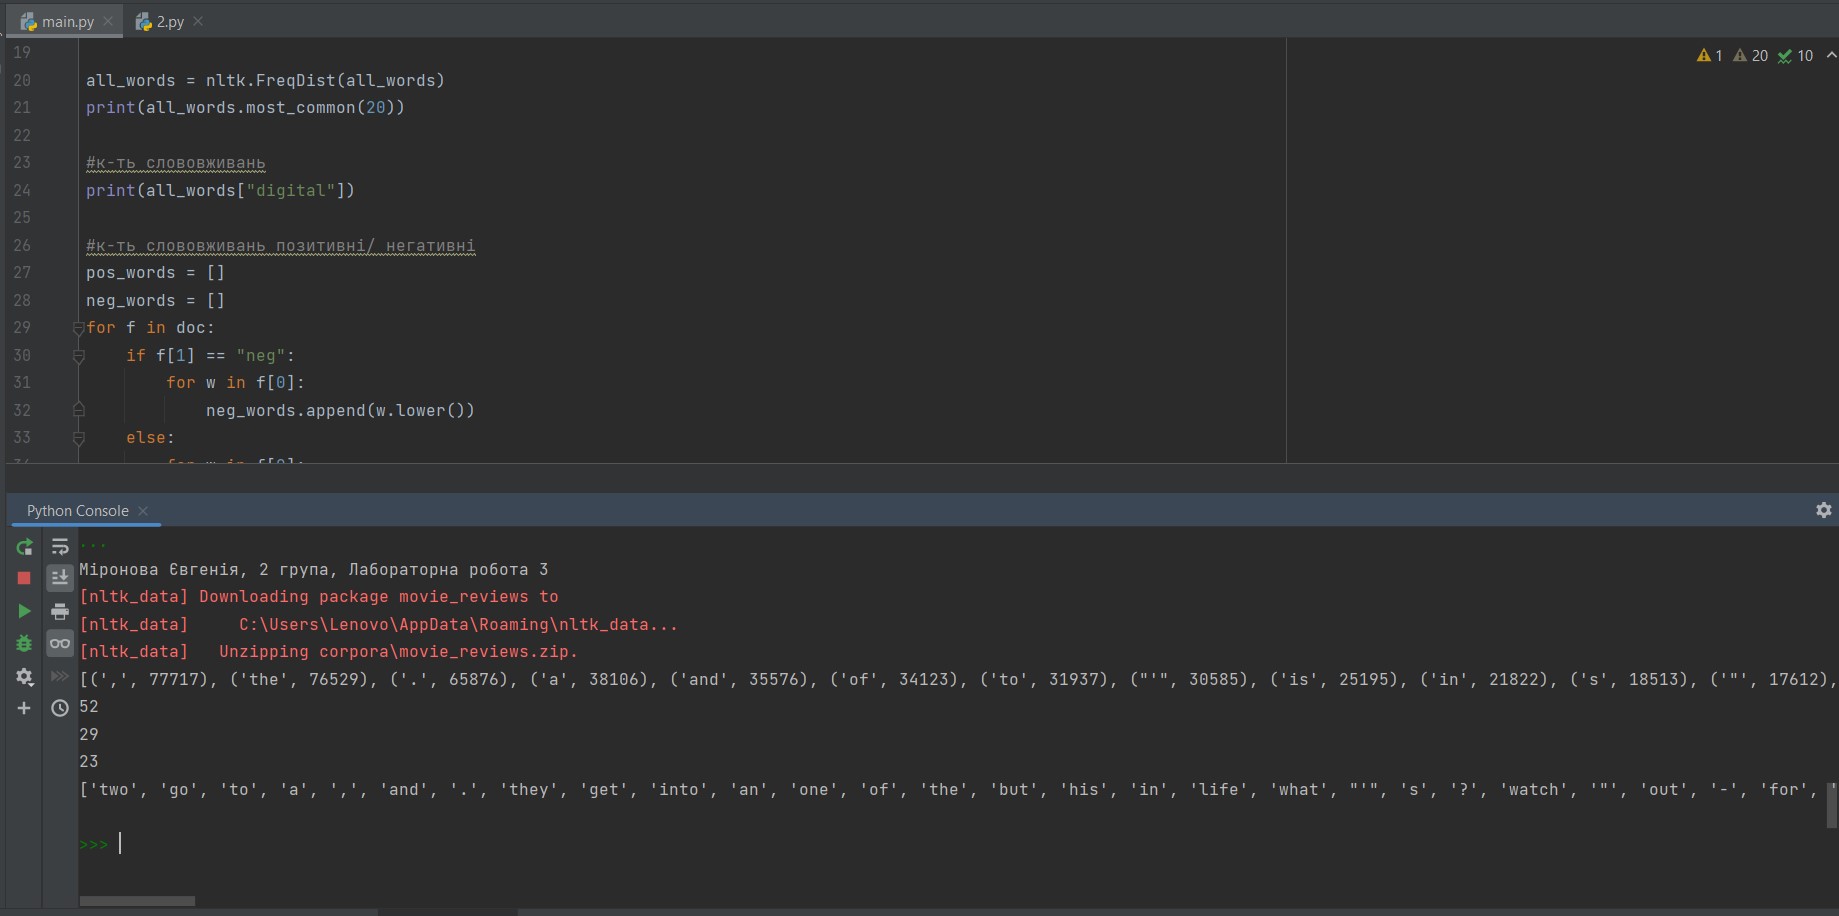 main.py
2.py
1 20 10
19
20 all_words = nltk.FreqDist(all_words)
21 print(all_words.most_common(20))
22
23 #к-ть слововживань
24 print(all_words["digital"])
25
26 #к-ть слововживань позитивні/ негативні
27 pos_words = []
28 neg_words = []
29 for f in doc:
30 if f[1] == "neg":
31 for w in f[0]:
32 neg_words.append(w.lower())
33 else:
Python Console
...
Міронова Євгенія, 2 група, Лабораторна робота 3
[nltk_data] Downloading package movie_reviews to
[nltk_data]     C:\Users\Lenovo\AppData\Roaming\nltk_data...
[nltk_data]   Unzipping corpora\movie_reviews.zip.
[(',', 77717), ('the', 76529), ('.', 65876), ('a', 38106), ('and', 35576), ('of', 34123), ('to', 31937), ("'", 30585), ('is', 25195), ('in', 21822), ('s', 18513), ('"', 17612),
52
29
23
['two', 'go', 'to', 'a', ',', 'and', '.', 'they', 'get', 'into', 'an', 'one', 'of', 'the', 'but', 'his', 'in', 'life', 'what', "'", 's', '?', 'watch', '"', 'out', '-', 'for', '
>>>